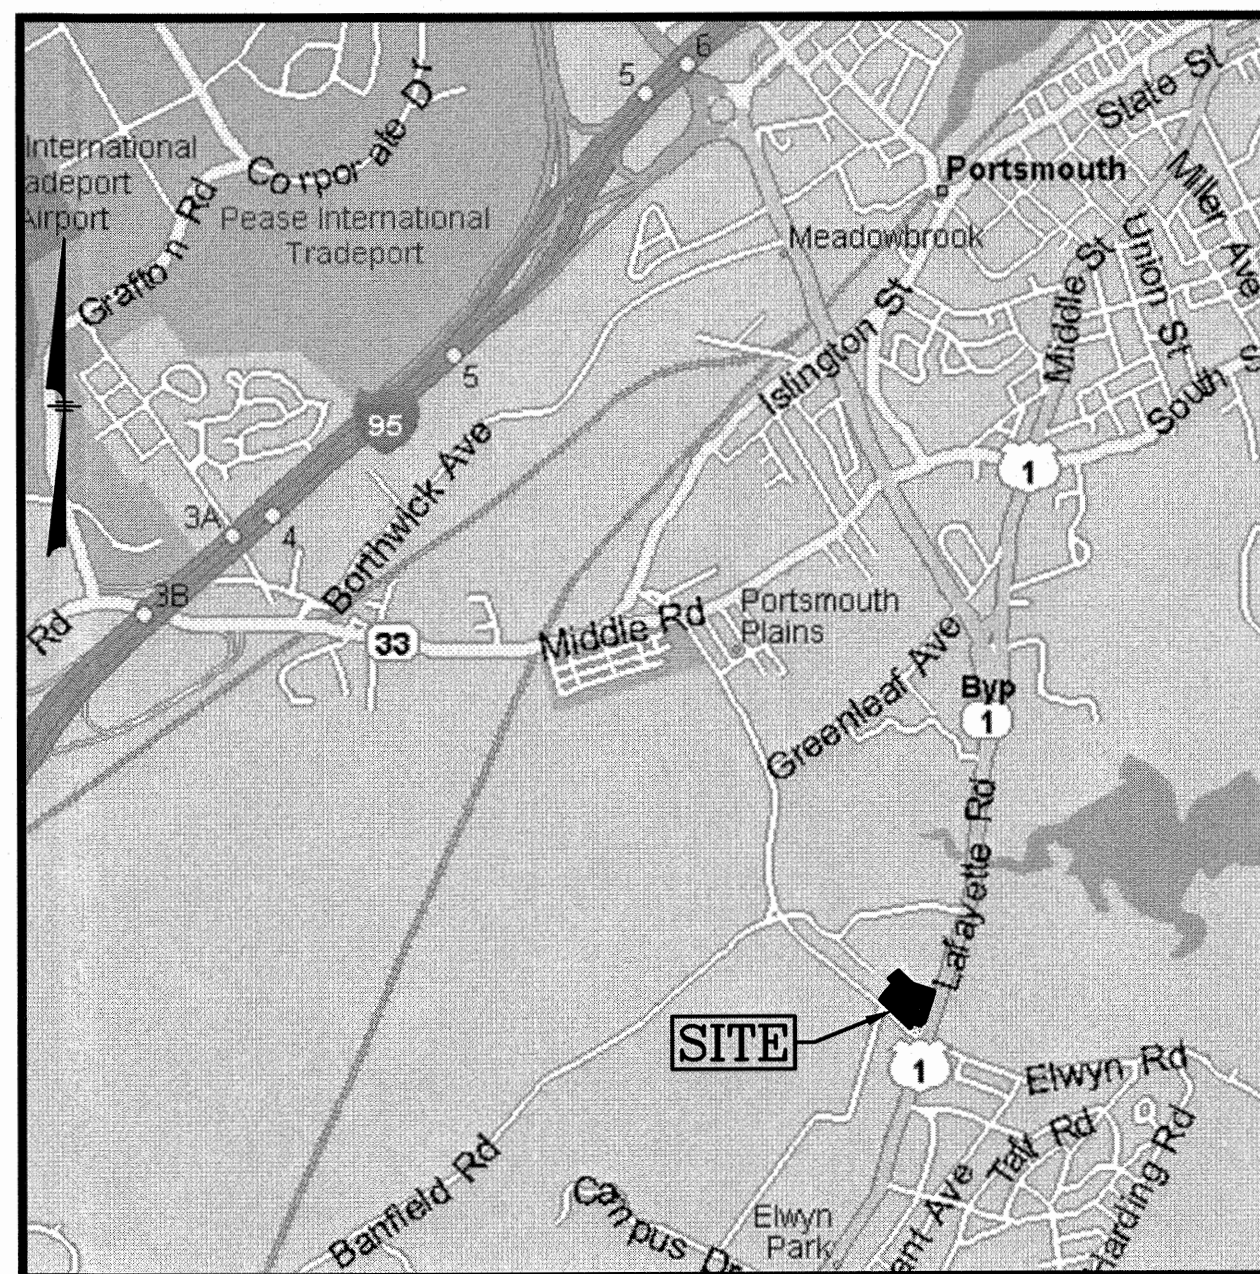 6
5
State St
International
adeport
Airport
Corporate Dr
Portsmouth
Miller Ave
Grafton Rd
Pease International
Tradeport
Meadowbrook
Middle St
Union St
Islington St
South
5
95
1
Borthwick Ave
3A
4
3B
Rd
33
Middle Rd
Portsmouth
Plains
Greenleaf Ave
Byp
1
Lafayette Rd
SITE
1
Elwyn Rd
Taft Rd
Harding Rd
Banfield Rd
Campus Dr
Elwyn
Park
ent Ave